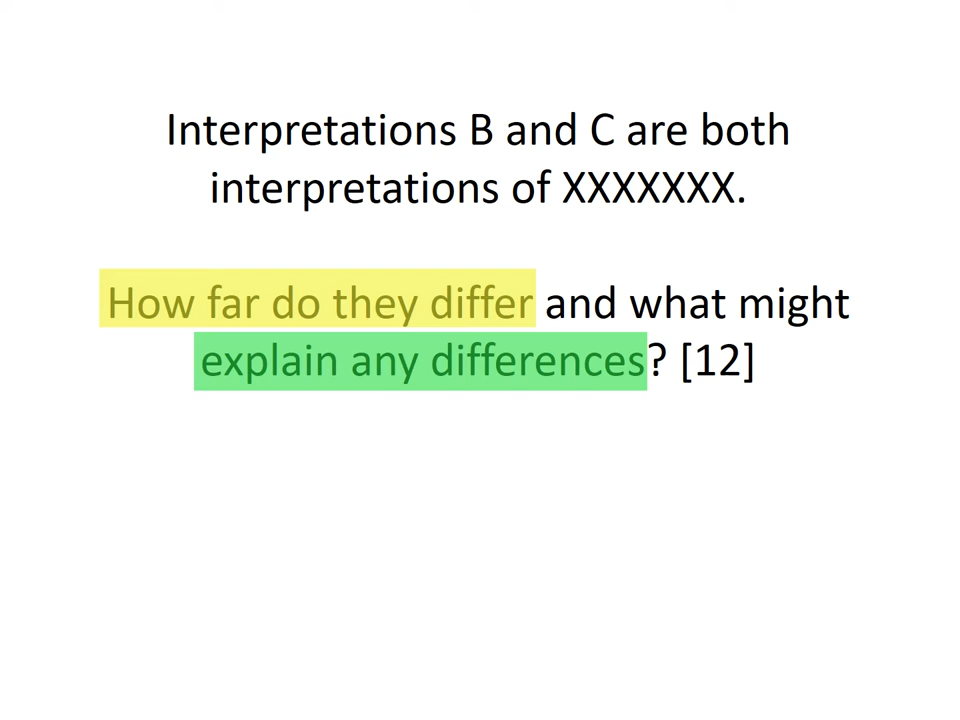 Interpretations B and C are both
interpretations of XXXXXXX.
How far do they differ and what might
explain any differences? [12]